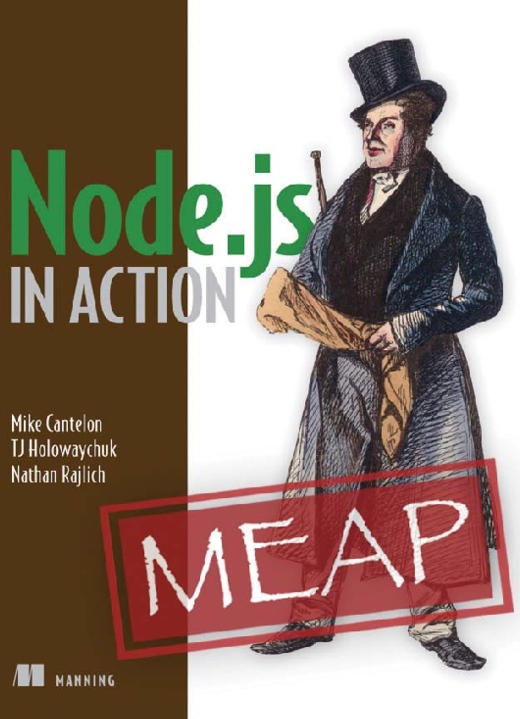 Node.js
IN ACTION
Mike Cantelon
TJ Holowaychuk
Nathan Rajlich
MEAP
MANNING